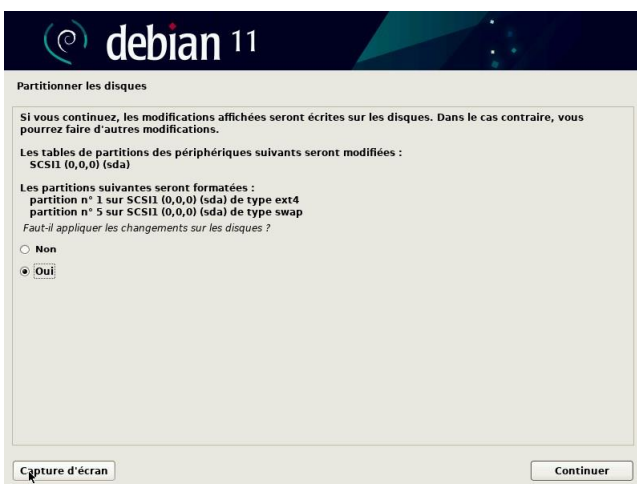 debian 11
Partitionner les disques
Si vous continuez, les modifications affichées seront écrites sur les disques. Dans le cas contraire, vous
pourrez faire d'autres modifications.
Les tables de partitions des périphériques suivants seront modifiées :
SCSI1 (0,0,0) (sda)
Les partitions suivantes seront formatées :
partition n° 1 sur SCSI1 (0,0,0) (sda) de type ext4
partition n° 5 sur SCSI1 (0,0,0) (sda) de type swap
Faut-il appliquer les changements sur les disques ?
Non
Oui
Capture d'écran
Continuer